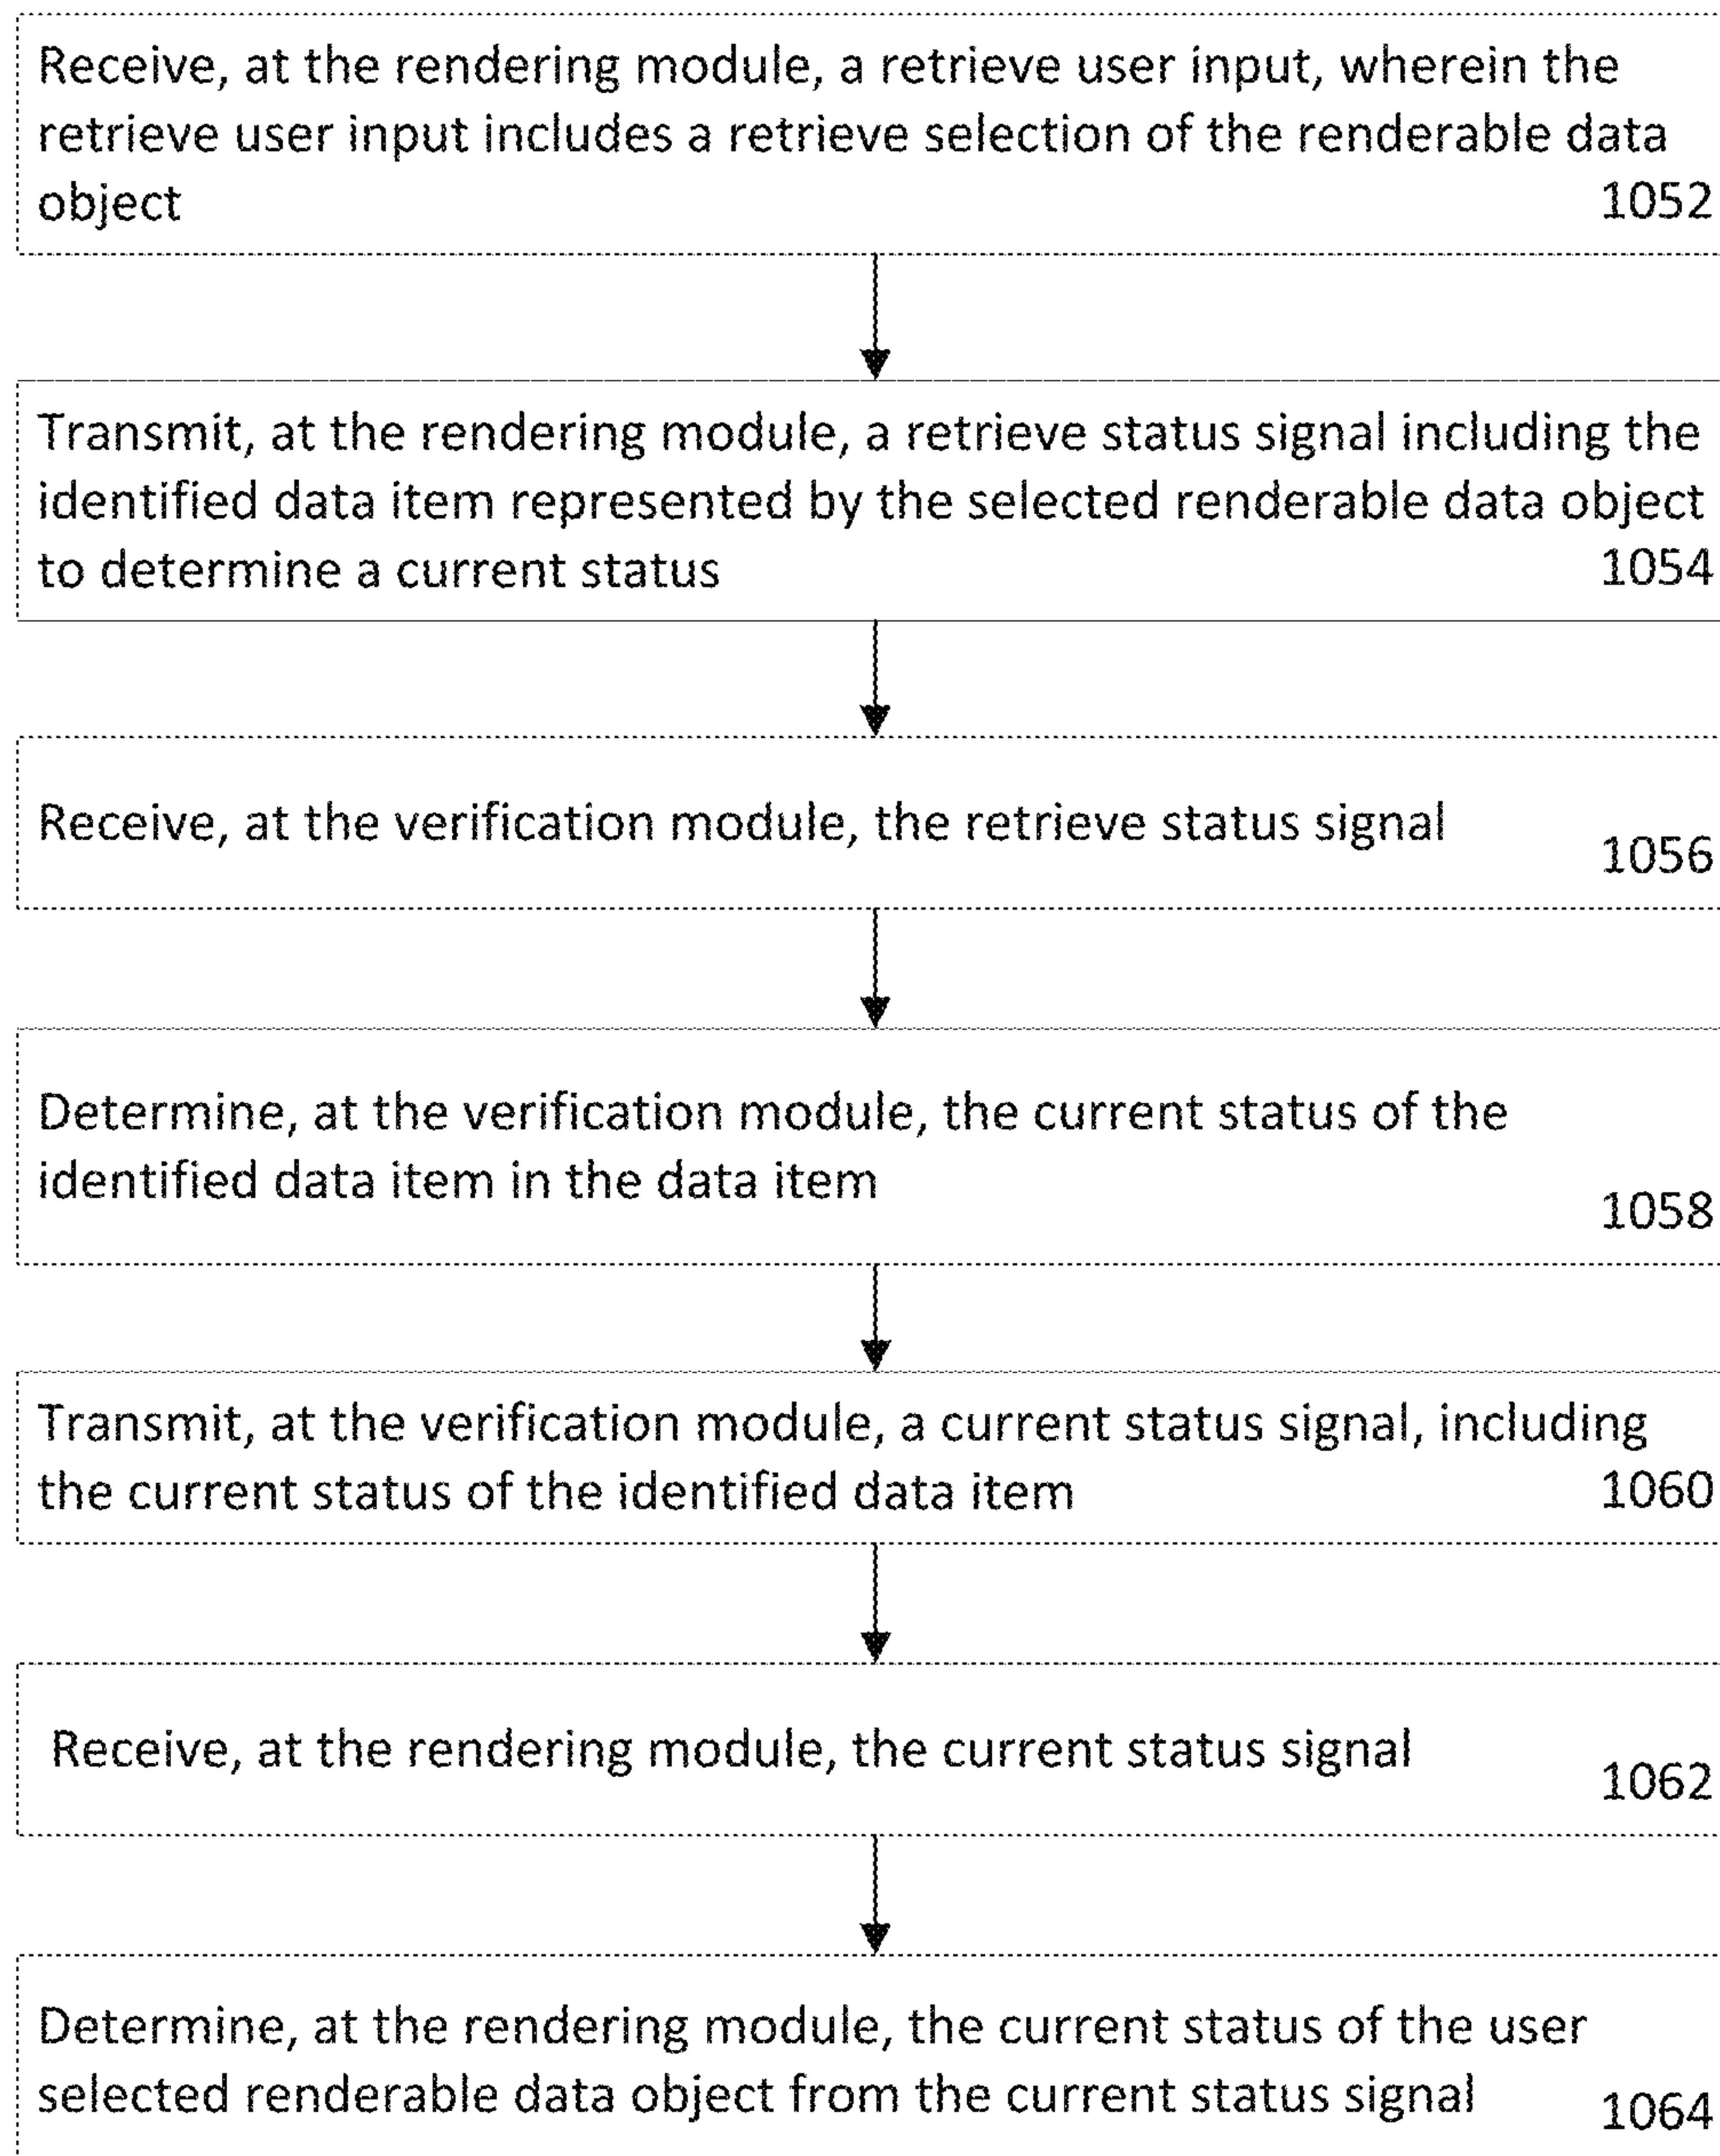 Receive, at the rendering module, a retrieve user input, wherein the
retrieve user input includes a retrieve selection of the renderable data
object
1052
Transmit, at the rendering module, a retrieve status signal including the
identified data item represented by the selected renderable data object
to determine a current status
1054
Receive, at the verification module, the retrieve status signal
1056
Determine, at the verification module, the current status of the
identified data item in the data item
1058
Transmit, at the verification module, a current status signal, including
the current status of the identified data item
1060
Receive, at the rendering module, the current status signal
1062
Determine, at the rendering module, the current status of the user
selected renderable data object from the current status signal
1064